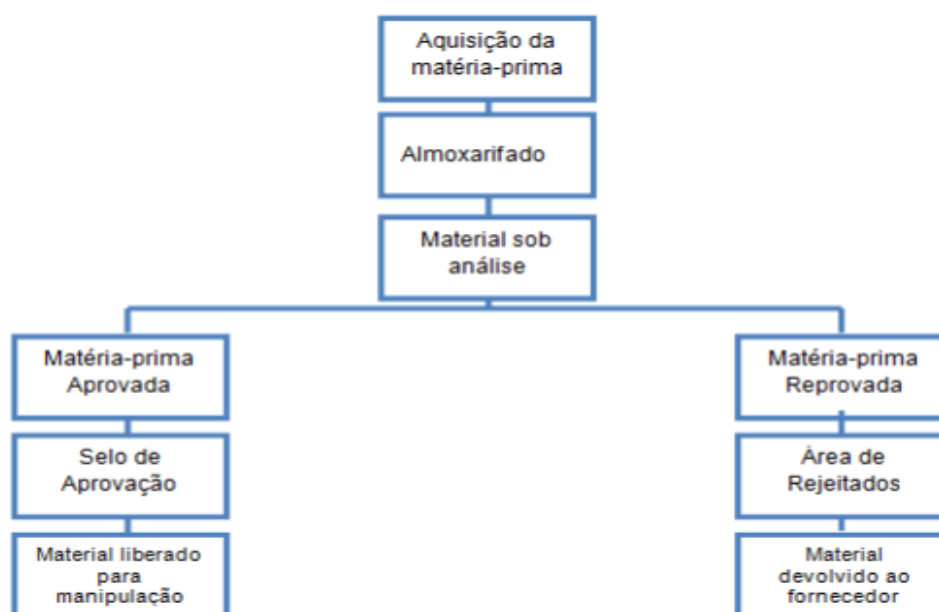 Aquisição da
matéria-prima
Almoxarifado
Material sob
análise
Matéria-prima
Aprovada
Matéria-prima
Reprovada
Selo de
Aprovação
Área de
Rejeitados
Material liberado
para
manipulação
Material
devolvido ao
fornecedor